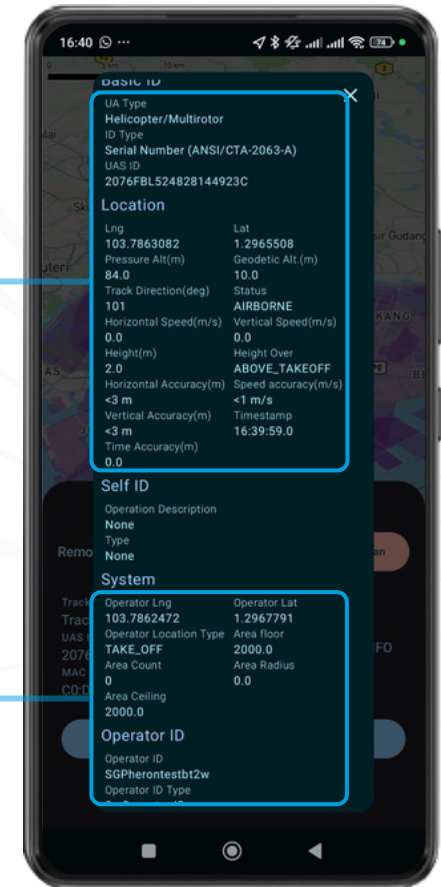 16:40
74
5 km 10 km
Basic ID
UA Type
Helicopter/Multirotor
ID Type
Serial Number (ANSI/CTA-2063-A)
UAS ID
2076FBL524828144923C
Location
Lng Lat
103.7863082 1.2965508
Pressure Alt(m) Geodetic Alt.(m)
84.0 10.0
Track Direction(deg) Status
101 AIRBORNE
Horizontal Speed(m/s) Vertical Speed(m/s)
0.0 0.0
Height(m) Height Over
2.0 ABOVE_TAKEOFF
Horizontal Accuracy(m) Speed accuracy(m/s)
<3 m <1 m/s
Vertical Accuracy(m) Timestamp
<3 m 16:39:59.0
Time Accuracy(m)
0.0
Self ID
Operation Description
None
Type
None
System
Operator Lng Operator Lat
103.7862472 1.2967791
Operator Location Type Area floor
TAKE_OFF 2000.0
Area Count Area Radius
0 0.0
Area Ceiling
2000.0
Operator ID
Operator ID
SGPherontestbt2w
Operator ID Type